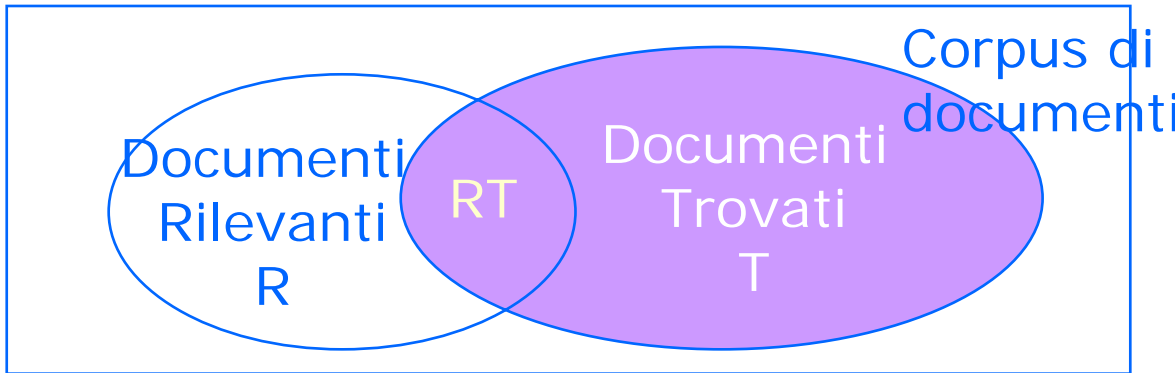 Corpus di
documenti
Documenti
Rilevanti
R
RT
Documenti
Trovati
T